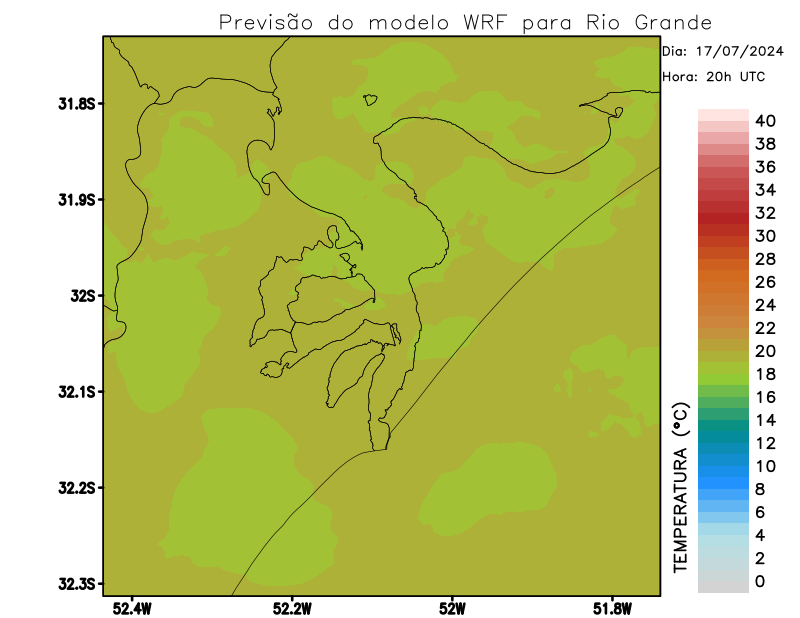 Previsão do modelo WRF para Rio Grande
Dia: 17/07/2024
Hora: 20h UTC
31.8S
31.9S
32S
32.1S
32.2S
32.3S
52.4W
52.2W
52W
51.8W
TEMPERATURA (°C)
40
38
36
34
32
30
28
26
24
22
20
18
16
14
12
10
8
6
4
2
0